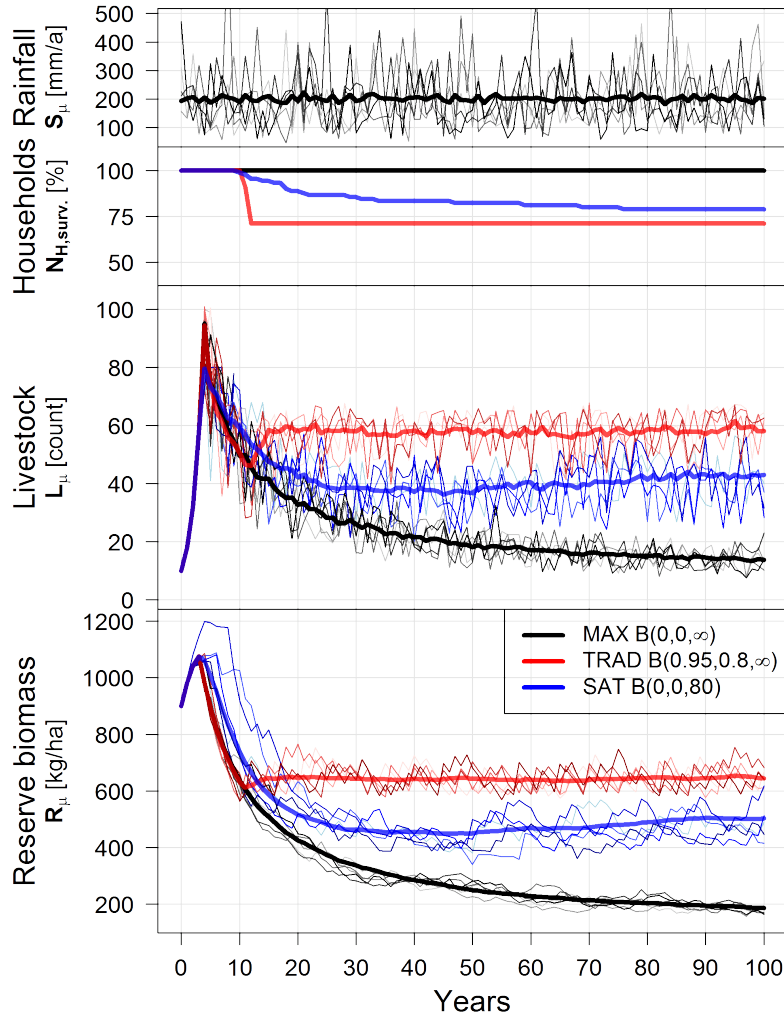 Rainfall
Sμ [mm/a]
500
400
300
200
100
Households
NH,surv. [%]
100
75
50
Livestock
Lμ [count]
100
80
60
40
20
0
Reserve biomass
Rμ [kg/ha]
1200
1000
800
600
400
200
MAX B(0,0,∞)
TRAD B(0.95,0.8,∞)
SAT B(0,0,80)
0 10 20 30 40 50 60 70 80 90 100
Years